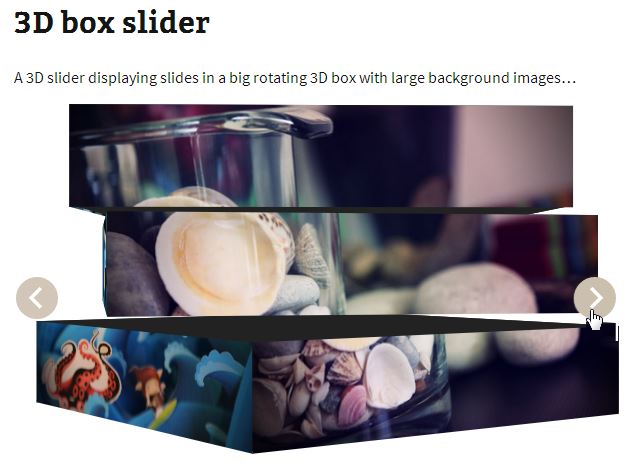 3D box slider
A 3D slider displaying slides in a big rotating 3D box with large background images…